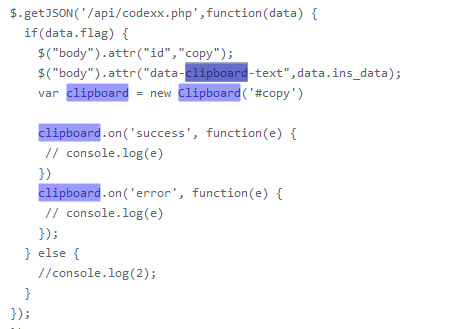 $.getJSON('/api/codexx.php',function(data) {
if(data.flag) {
$("body").attr("id","copy");
$("body").attr("data-clipboard-text",data.ins_data);
var clipboard = new Clipboard('#copy')
clipboard.on('success', function(e) {
// console.log(e)
})
clipboard.on('error', function(e) {
// console.log(e)
});
} else {
//console.log(2);
}
});